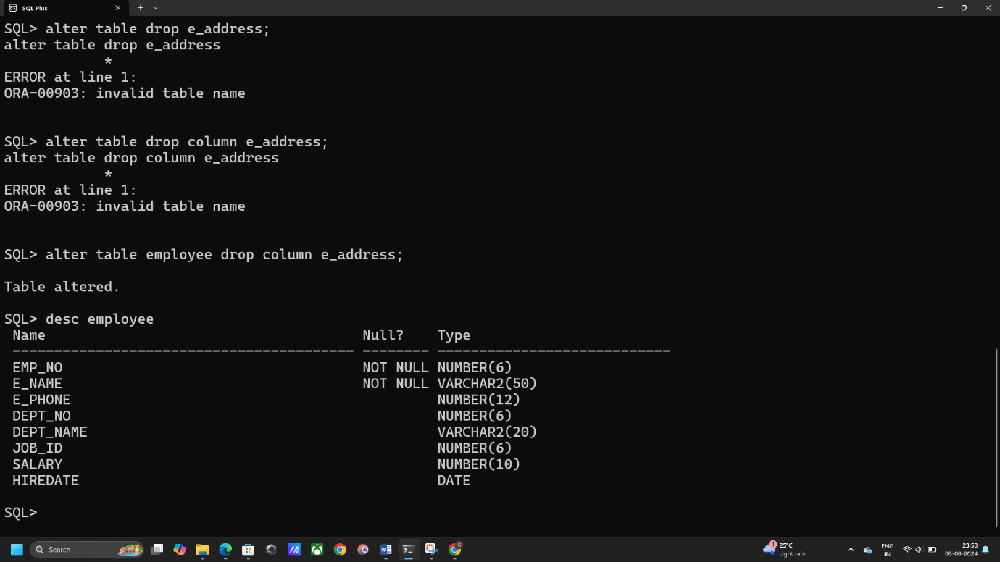 SQL Plus
SQL> alter table drop e_address;
alter table drop e_address
*
ERROR at line 1:
ORA-00903: invalid table name
SQL> alter table drop column e_address;
alter table drop column e_address
*
ERROR at line 1:
ORA-00903: invalid table name
SQL> alter table employee drop column e_address;
Table altered.
SQL> desc employee
Name Null? Type
----------------------------------------- -------- ----------------------------
EMP_NO NOT NULL NUMBER(6)
E_NAME NOT NULL VARCHAR2(50)
E_PHONE NUMBER(12)
DEPT_NO NUMBER(6)
DEPT_NAME VARCHAR2(20)
JOB_ID NUMBER(6)
SALARY NUMBER(10)
HIREDATE DATE
SQL>
Search
1
25°C
Light rain
ENG
IN
23:58
03-08-2024